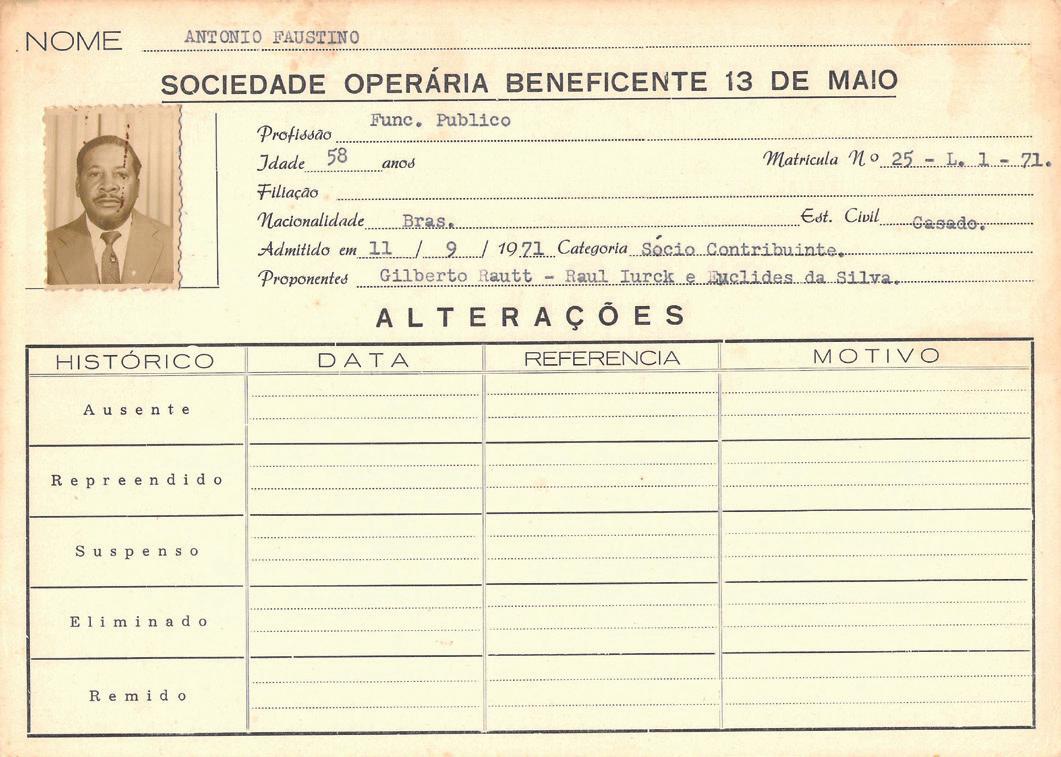 NOME ANTONIO FAUSTINO
SOCIEDADE OPERÁRIA BENEFICENTE 13 DE MAIO
Profissão Func. Publico
Idade 58 anos Matricula Nº 25 - L. 1 - 71.
Filiação
Nacionalidade Bras. Est. Civil Casado.
Admitido em 11 / 9 / 1971 Categoria Sócio Contribuinte.
Proponentes Gilberto Rautt - Raul Iurck e Euclides da Silva.
ALTERAÇÕES
HISTÓRICO DATA REFERENCIA MOTIVO
Ausente
Repreendido
Suspenso
Eliminado
Remido